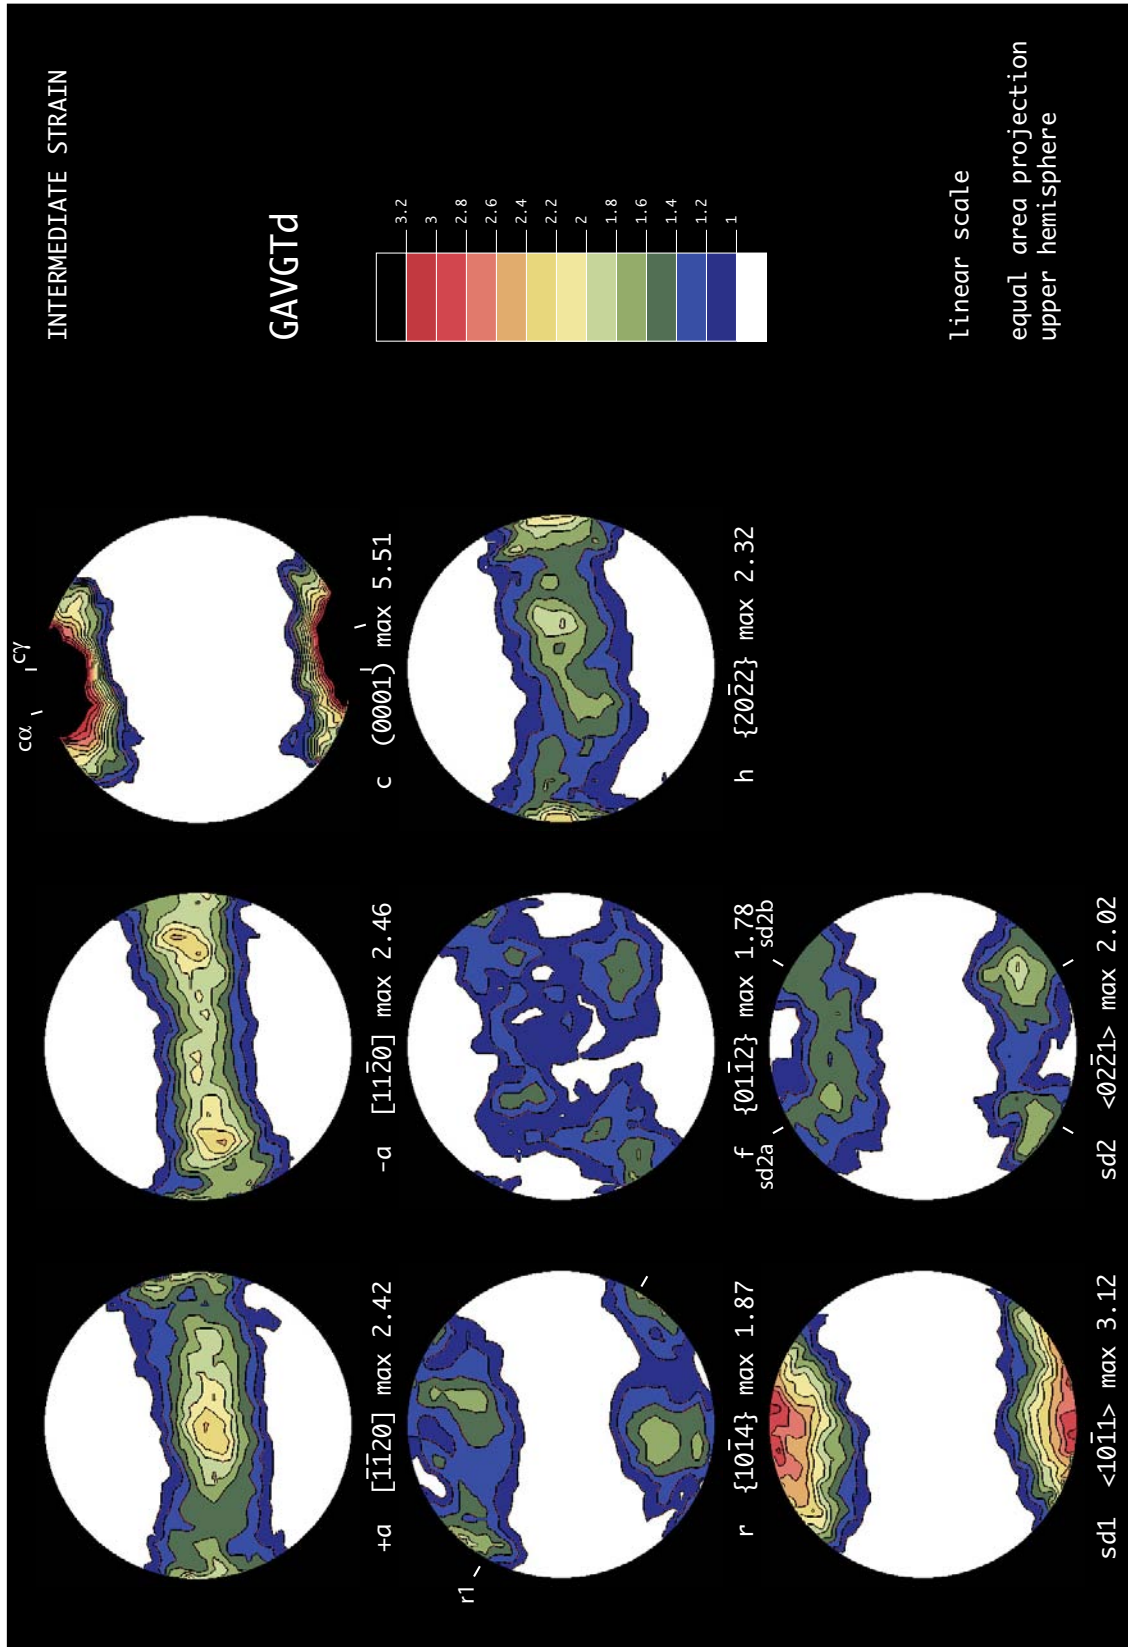 INTERMEDIATE STRAIN
cα
cγ
GAVGTd
+a [1̄1̄20] max 2.42
-a [112̄0] max 2.46
c (0001) max 5.51
3.2
3
2.8
2.6
2.4
2.2
2
1.8
1.6
1.4
1.2
1
r1
r {101̄4} max 1.87
f {011̄2} max 1.78
h {202̄2} max 2.32
sd2a
sd2b
linear scale
equal area projection
upper hemisphere
sd1 <101̄1> max 3.12
sd2 <022̄1> max 2.02